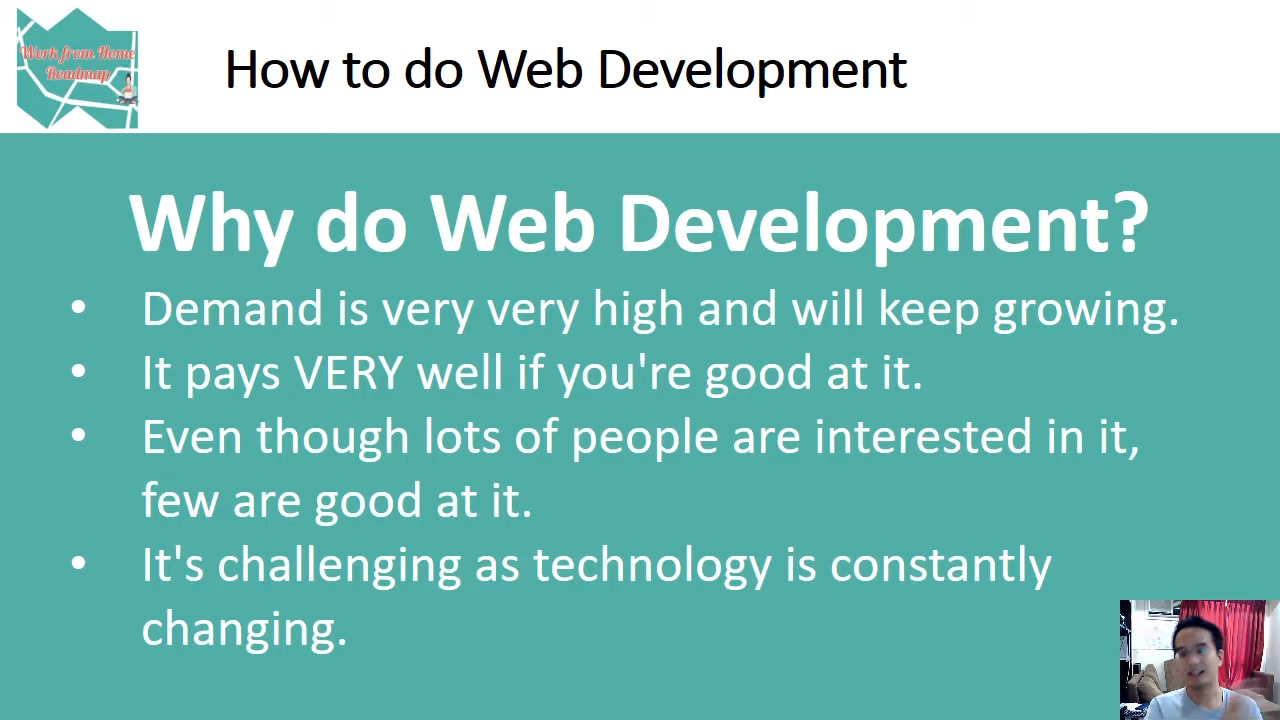 Work from Home
Roadmap
How to do Web Development
Why do Web Development?
• Demand is very very high and will keep growing.
• It pays VERY well if you're good at it.
• Even though lots of people are interested in it,
few are good at it.
• It's challenging as technology is constantly
changing.